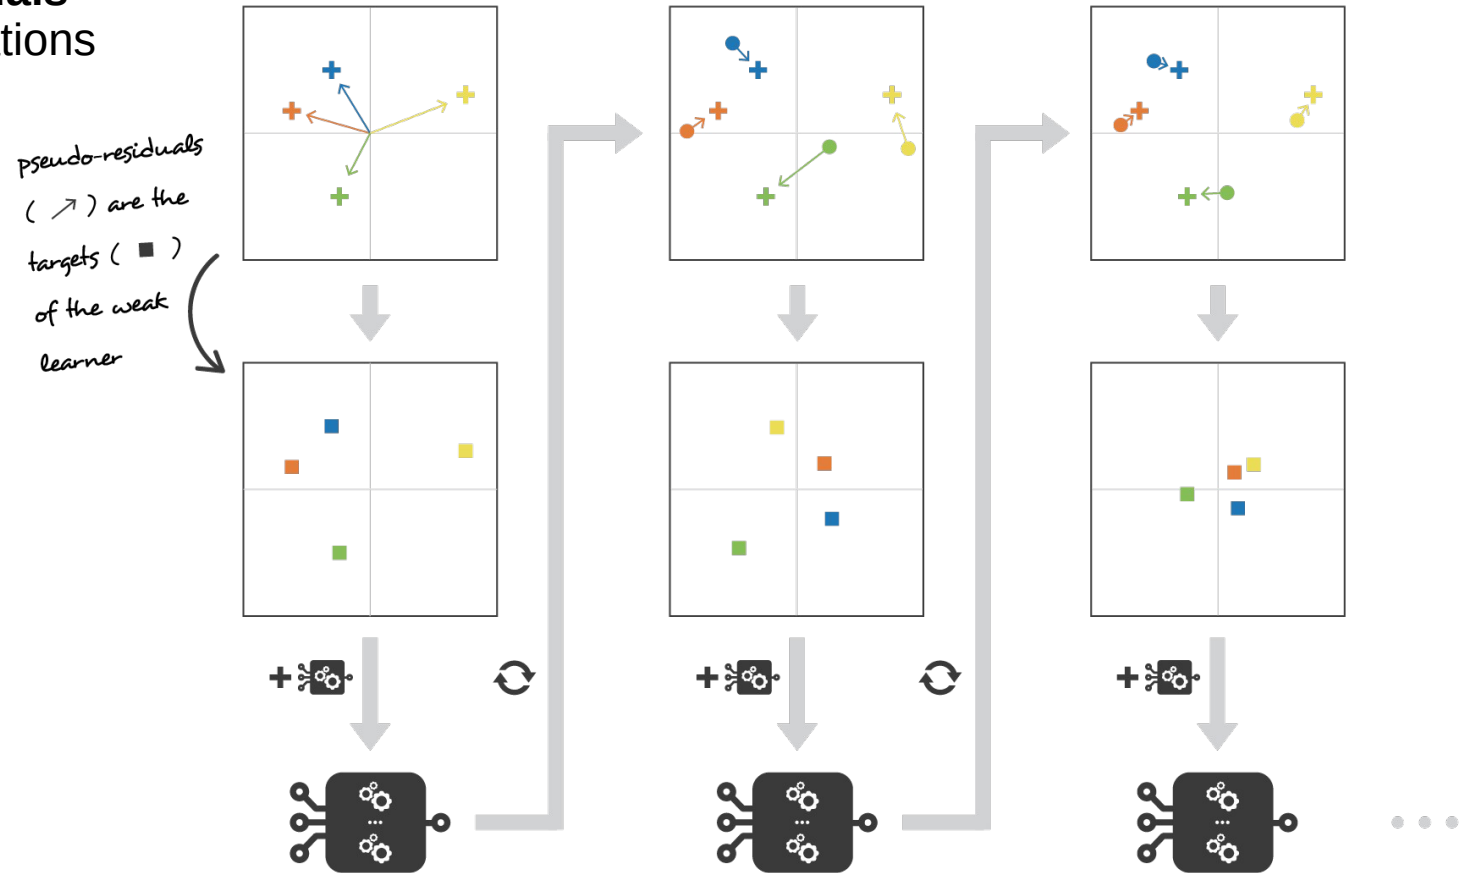 tions
pseudo-residuals
( ↗ ) are the
targets ( ■ )
of the weak
learner
+
+
+
...
...
...